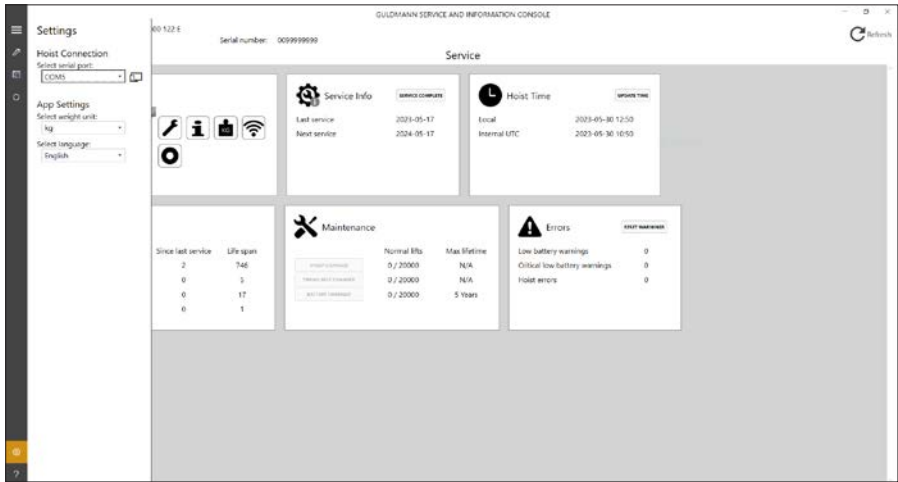 GULDMANN SERVICE AND INFORMATION CONSOLE
Settings
00 122 E
Serial number: 0099999999
Refresh
Hoist Connection
Service
Select serial port:
COM5
App Settings
Select weight unit:
kg
Select language:
English
Service Info
SERVICE COMPLETE
Last service 2023-05-17
Next service 2024-05-17
Hoist Time
UPDATE TIME
Local 2023-05-30 12:50
Internal UTC 2023-05-30 10:50
KG
Since last service Life span
2 746
0 5
0 17
0 1
Maintenance
Normal lifts Max lifetime
0 / 20000 N/A
0 / 20000 N/A
0 / 20000 5 Years
Errors
RESET WARNINGS
Low battery warnings 0
Critical low battery warnings 0
Hoist errors 0
?